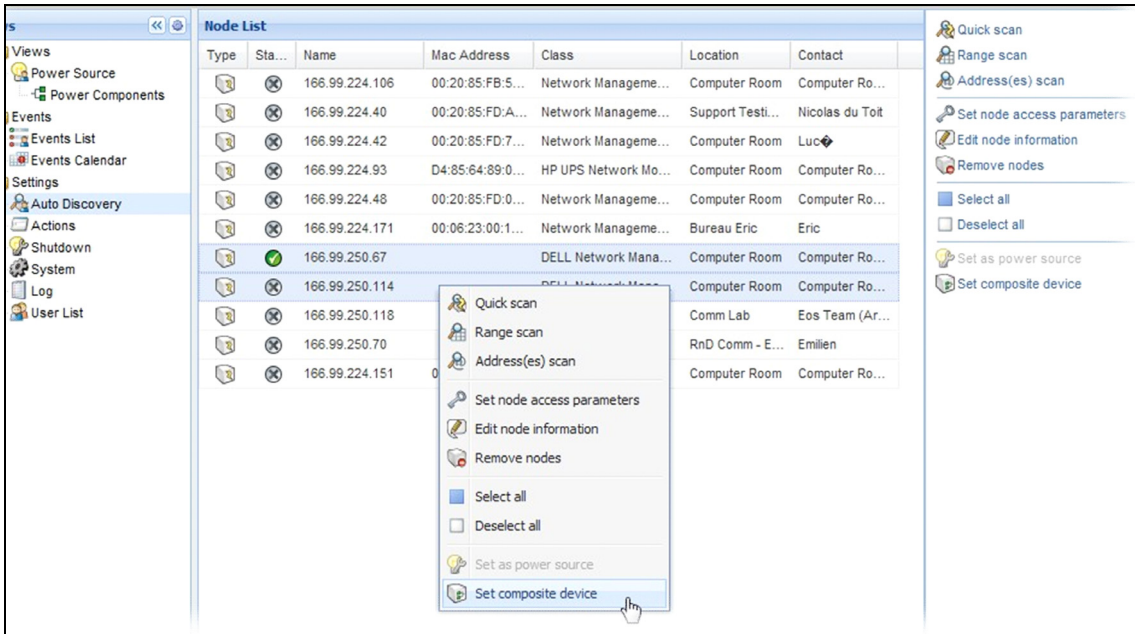 s
Views
Power Source
Power Components
Events
Events List
Events Calendar
Settings
Auto Discovery
Actions
Shutdown
System
Log
User List
Node List
Type Sta... Name Mac Address Class Location Contact
166.99.224.106 00:20:85:FB:5... Network Manageme... Computer Room Computer Ro...
166.99.224.40 00:20:85:FD:A... Network Manageme... Support Testi... Nicolas du Toit
166.99.224.42 00:20:85:FD:7... Network Manageme... Computer Room Luc�
166.99.224.93 D4:85:64:89:0... HP UPS Network Mo... Computer Room Computer Ro...
166.99.224.48 00:20:85:FD:0... Network Manageme... Computer Room Computer Ro...
166.99.224.171 00:06:23:00:1... Network Manageme... Bureau Eric Eric
166.99.250.67 DELL Network Mana... Computer Room Computer Ro...
166.99.250.114 DELL Network Mana... Computer Room Computer Ro...
166.99.250.118 Comm Lab Eos Team (Ar...
166.99.250.70 RnD Comm - E... Emilien
166.99.224.151 0 Computer Room Computer Ro...
Quick scan
Range scan
Address(es) scan
Set node access parameters
Edit node information
Remove nodes
Select all
Deselect all
Set as power source
Set composite device
Quick scan
Range scan
Address(es) scan
Set node access parameters
Edit node information
Remove nodes
Select all
Deselect all
Set as power source
Set composite device